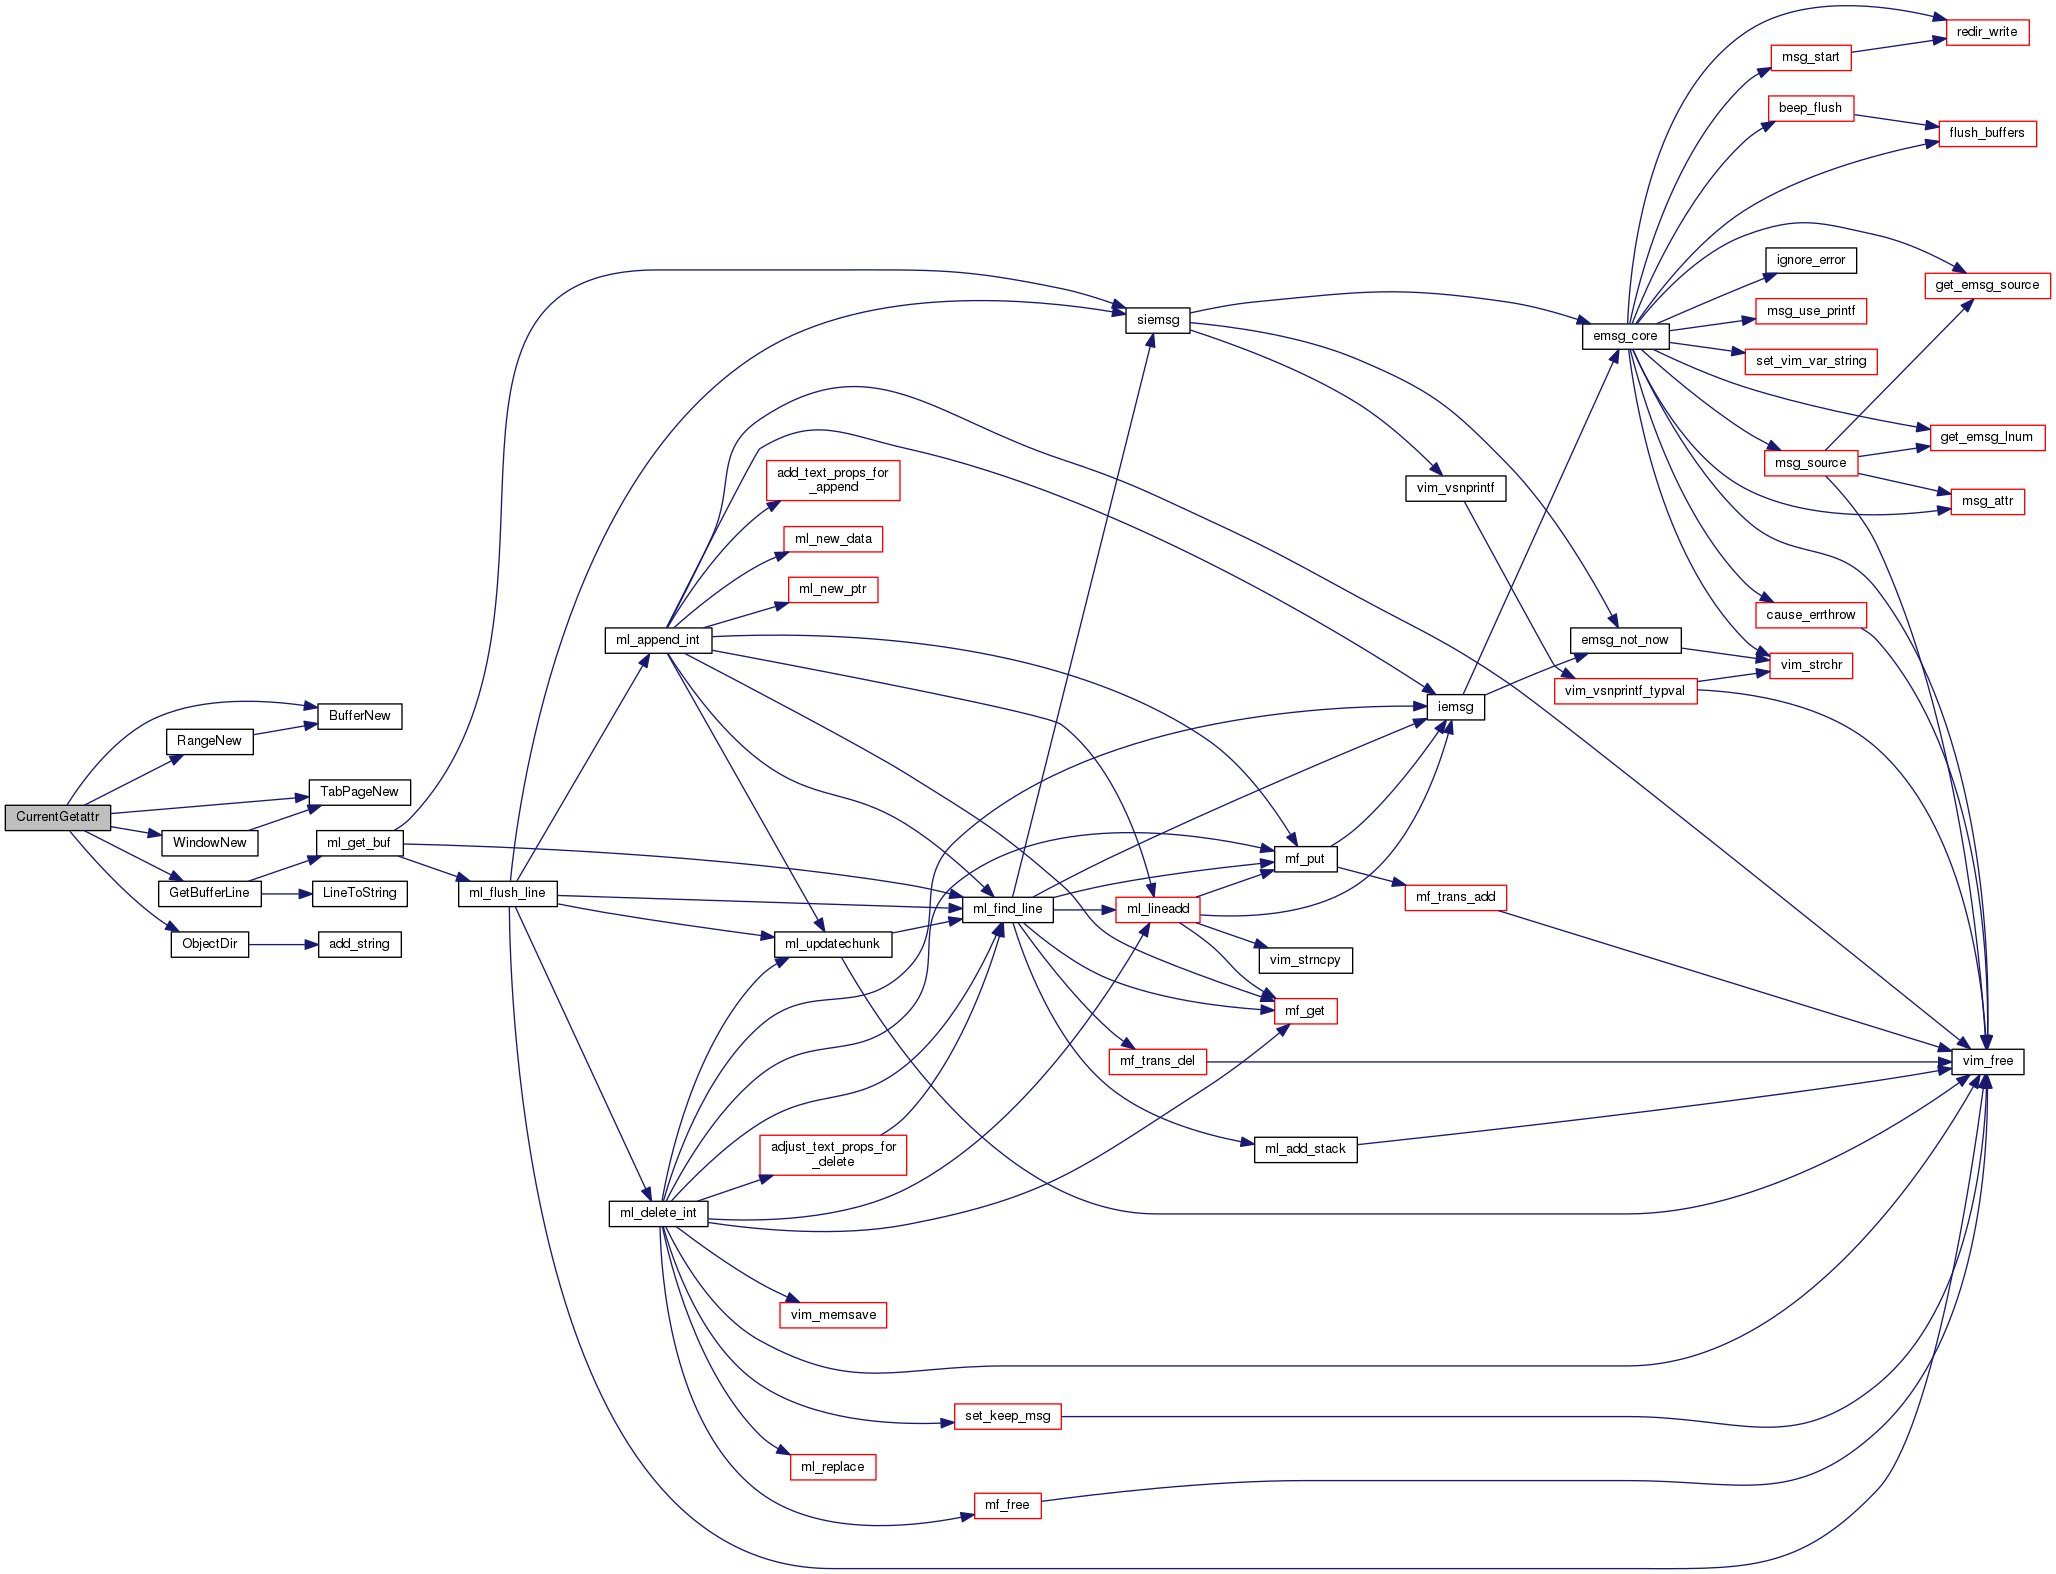 redir_write
msg_start
beep_flush
flush_buffers
ignore_error
get_emsg_source
msg_use_printf
siemsg
emsg_core
set_vim_var_string
get_emsg_lnum
msg_source
add_text_props_for
_append
vim_vsnprintf
msg_attr
ml_new_data
ml_new_ptr
cause_errthrow
ml_append_int
emsg_not_now
vim_strchr
vim_vsnprintf_typval
iemsg
BufferNew
RangeNew
TabPageNew
CurrentGetattr
WindowNew
ml_get_buf
mf_put
GetBufferLine
LineToString
ml_flush_line
mf_trans_add
ml_find_line
ml_lineadd
ObjectDir
add_string
ml_updatechunk
vim_strncpy
mf_get
mf_trans_del
vim_free
adjust_text_props_for
_delete
ml_add_stack
ml_delete_int
vim_memsave
set_keep_msg
ml_replace
mf_free